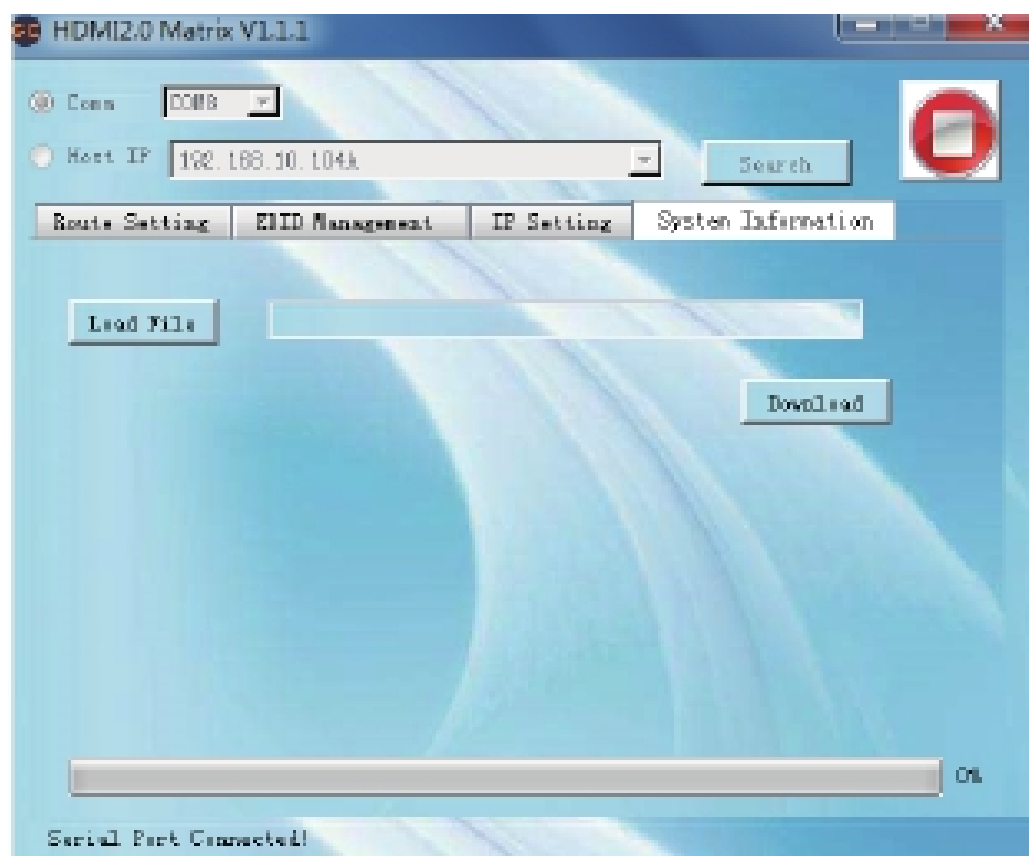 HDMI2.0 Matrix V1.1.1
Comm
Host IP 192.168.10.104A Search
Route Setting EDID Management IP Setting System Information
Load File
Download
0%
Serial Port Connected!